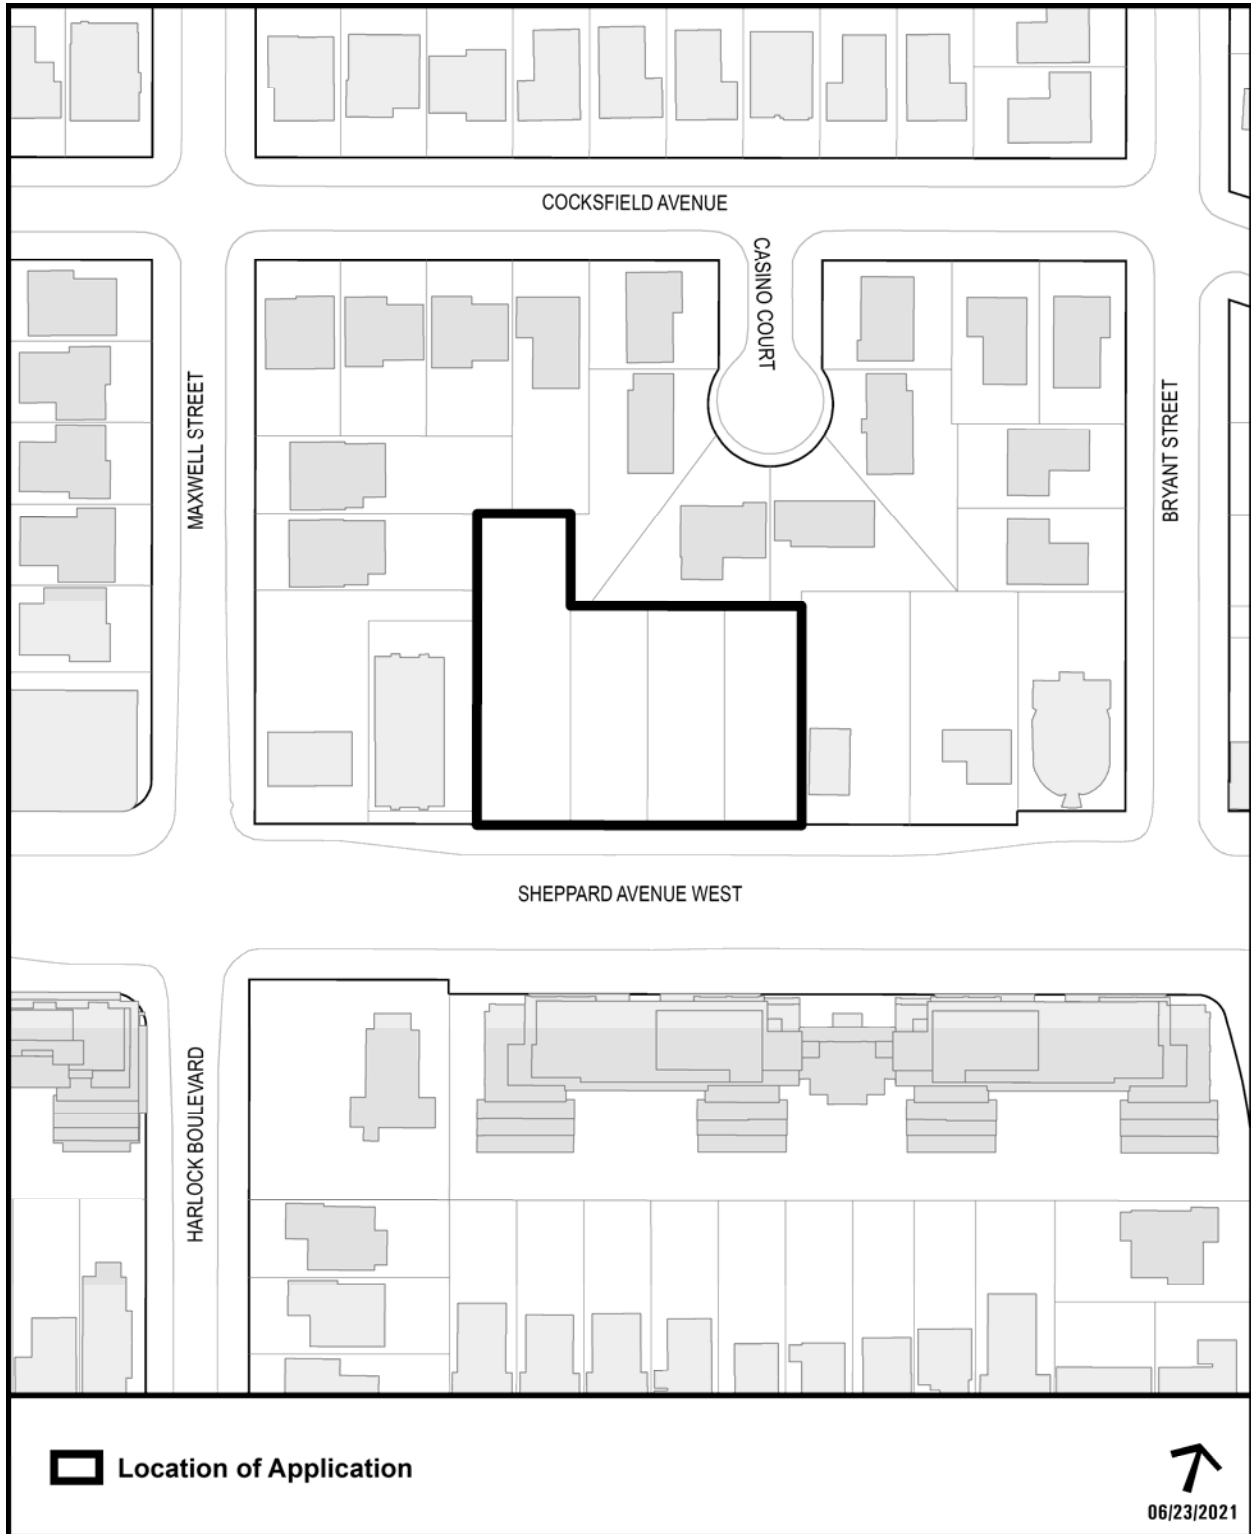 COCKSFIELD AVENUE
CASINO COURT
MAXWELL STREET
BRYANT STREET
SHEPPARD AVENUE WEST
HARLOCK BOULEVARD
Location of Application
06/23/2021